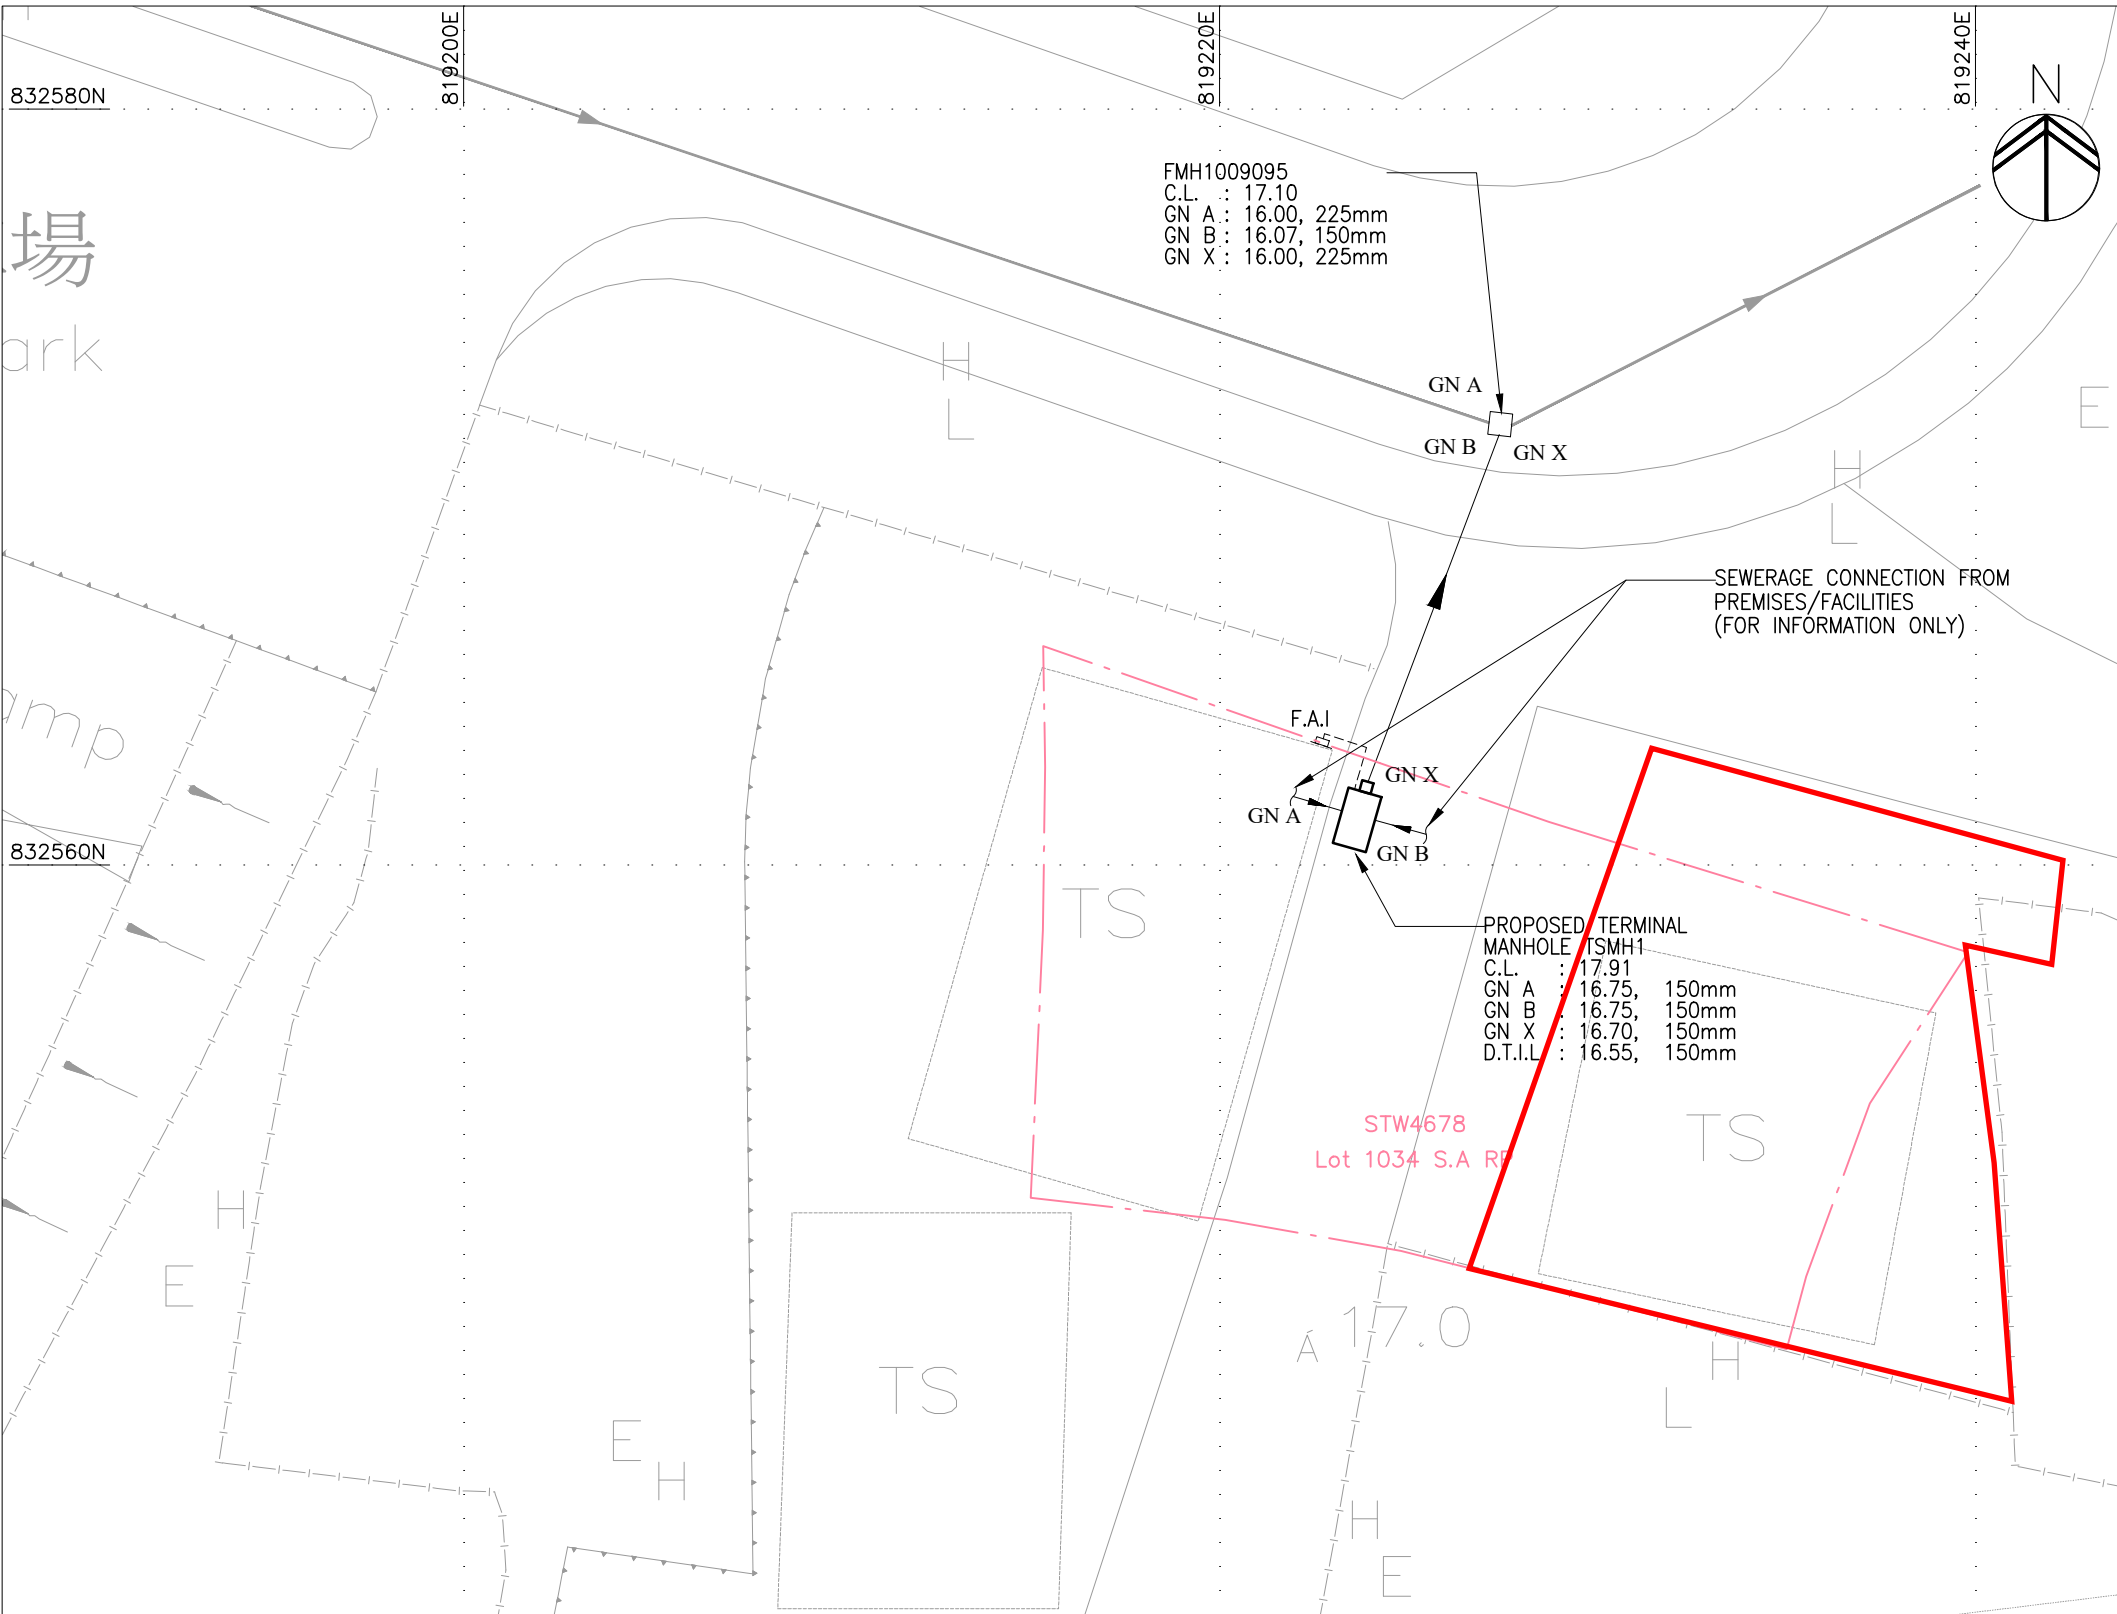 819200E
819220E
819240E
832580N
N
場
ark
FMH1009095
C.L. : 17.10
GN A : 16.00, 225mm
GN B : 16.07, 150mm
GN X : 16.00, 225mm
H
L
GN A
GN B
GN X
E
H
L
SEWERAGE CONNECTION FROM
PREMISES/FACILITIES
(FOR INFORMATION ONLY)
F.A.I
GN X
GN A
GN B
832560N
TS
PROPOSED TERMINAL
MANHOLE TSMH1
C.L. : 17.91
GN A : 16.75, 150mm
GN B : 16.75, 150mm
GN X : 16.70, 150mm
D.T.I.L : 16.55, 150mm
STW4678
Lot 1034 S.A RP
TS
H
E
17.0
H
L
TS
E
H
H
E